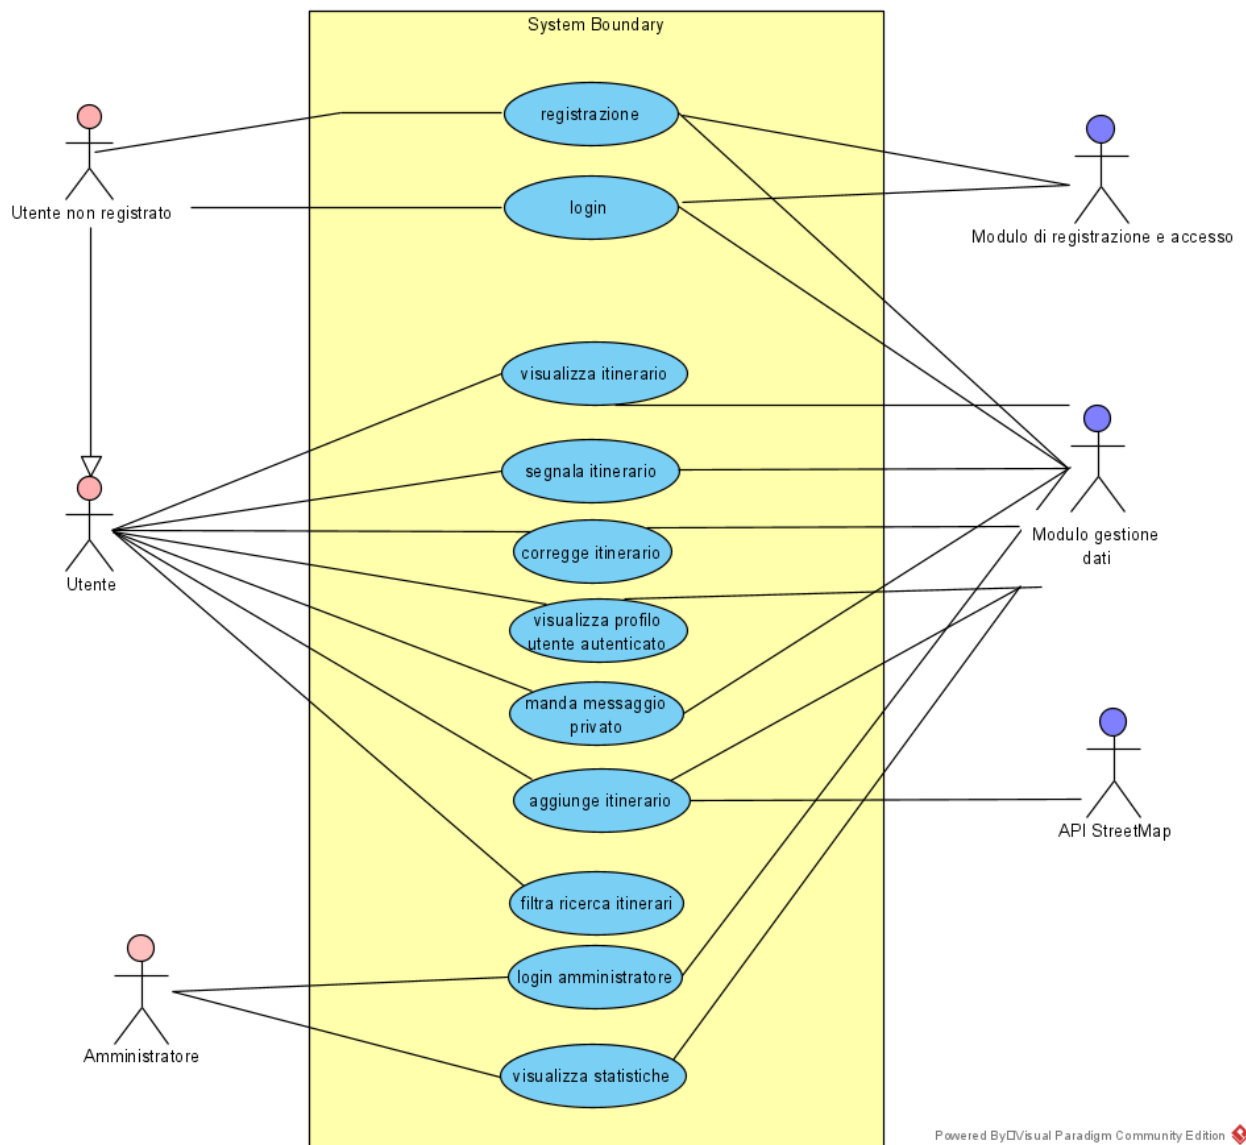 System Boundary
registrazione
Utente non registrato
login
Modulo di registrazione e accesso
visualizza itinerario
segnala itinerario
Modulo gestione
dati
corregge itinerario
Utente
visualizza profilo
utente autenticato
manda messaggio
privato
aggiunge itinerario
API StreetMap
filtra ricerca itinerari
login amministratore
Amministratore
visualizza statistiche
Powered By□Visual Paradigm Community Edition